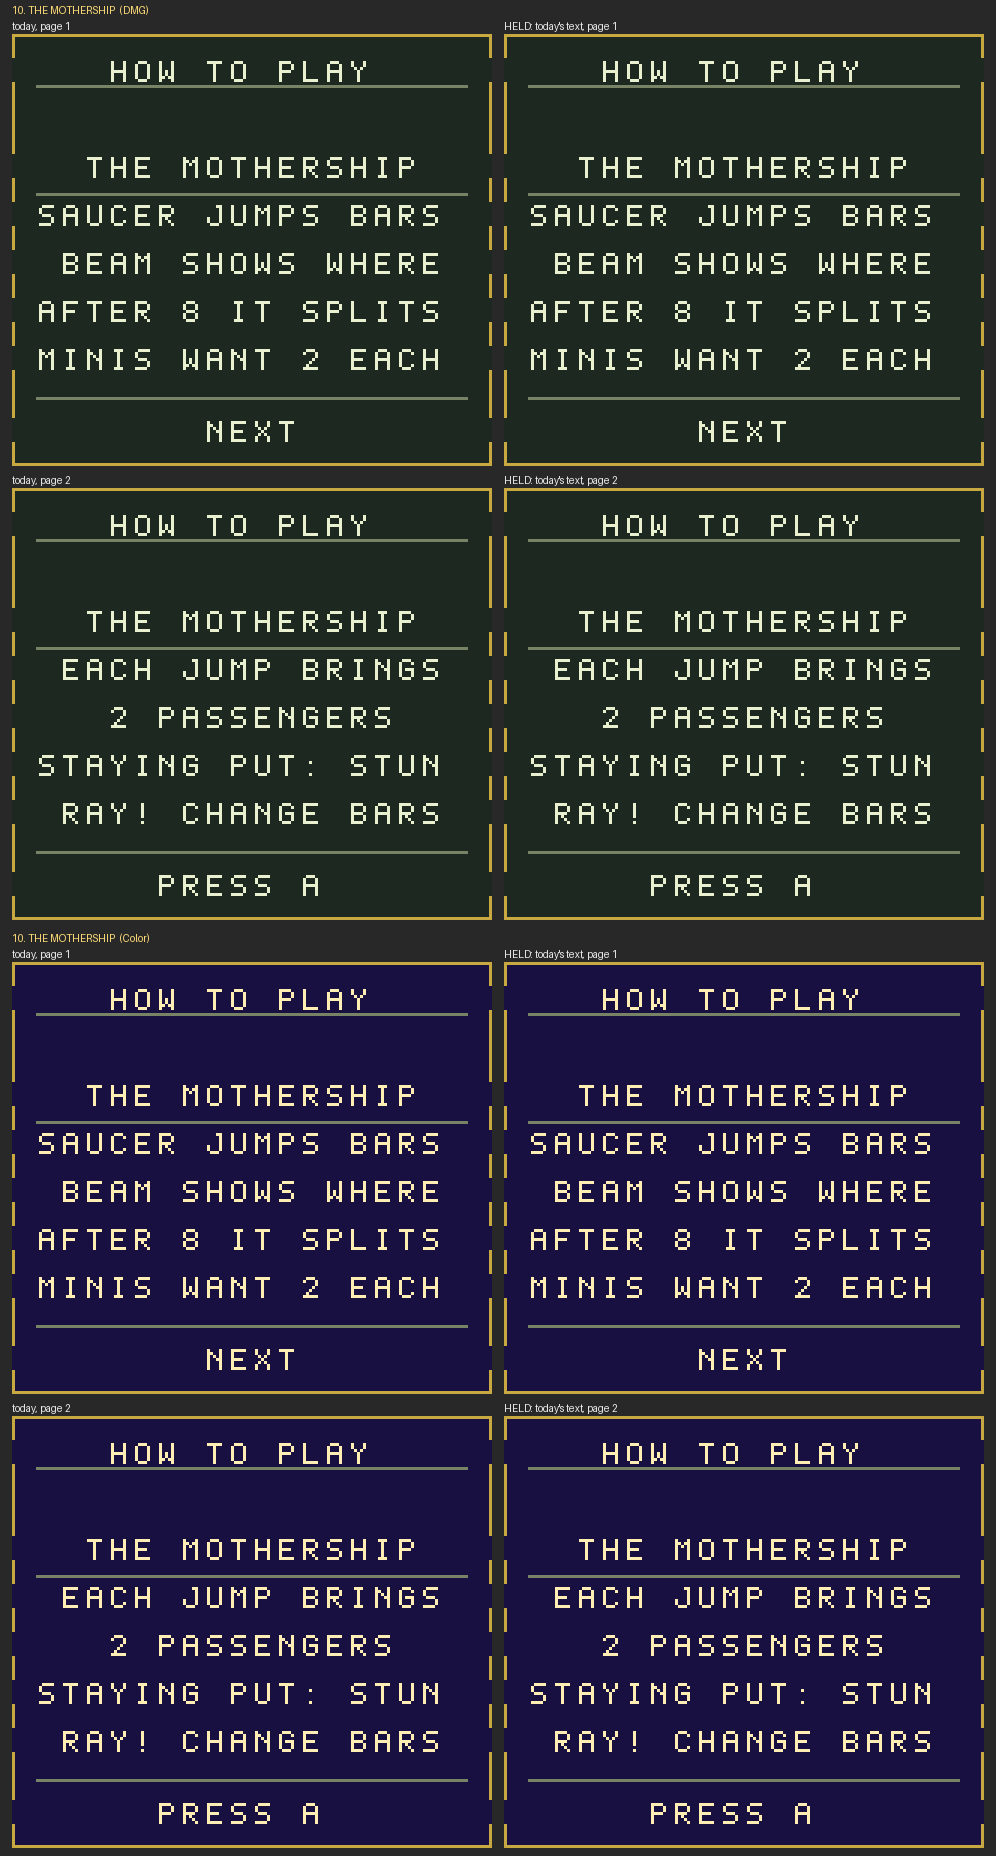 10. THE MOTHERSHIP (DMG)
today, page 1
HOW TO PLAY
THE MOTHERSHIP
SAUCER JUMPS BARS
BEAM SHOWS WHERE
AFTER 8 IT SPLITS
MINIS WANT 2 EACH
NEXT
HELD: today's text, page 1
HOW TO PLAY
THE MOTHERSHIP
SAUCER JUMPS BARS
BEAM SHOWS WHERE
AFTER 8 IT SPLITS
MINIS WANT 2 EACH
NEXT
today, page 2
HOW TO PLAY
THE MOTHERSHIP
EACH JUMP BRINGS
2 PASSENGERS
STAYING PUT: STUN
RAY! CHANGE BARS
PRESS A
HELD: today's text, page 2
HOW TO PLAY
THE MOTHERSHIP
EACH JUMP BRINGS
2 PASSENGERS
STAYING PUT: STUN
RAY! CHANGE BARS
PRESS A
10. THE MOTHERSHIP (Color)
today, page 1
HOW TO PLAY
THE MOTHERSHIP
SAUCER JUMPS BARS
BEAM SHOWS WHERE
AFTER 8 IT SPLITS
MINIS WANT 2 EACH
NEXT
HELD: today's text, page 1
HOW TO PLAY
THE MOTHERSHIP
SAUCER JUMPS BARS
BEAM SHOWS WHERE
AFTER 8 IT SPLITS
MINIS WANT 2 EACH
NEXT
today, page 2
HOW TO PLAY
THE MOTHERSHIP
EACH JUMP BRINGS
2 PASSENGERS
STAYING PUT: STUN
RAY! CHANGE BARS
PRESS A
HELD: today's text, page 2
HOW TO PLAY
THE MOTHERSHIP
EACH JUMP BRINGS
2 PASSENGERS
STAYING PUT: STUN
RAY! CHANGE BARS
PRESS A